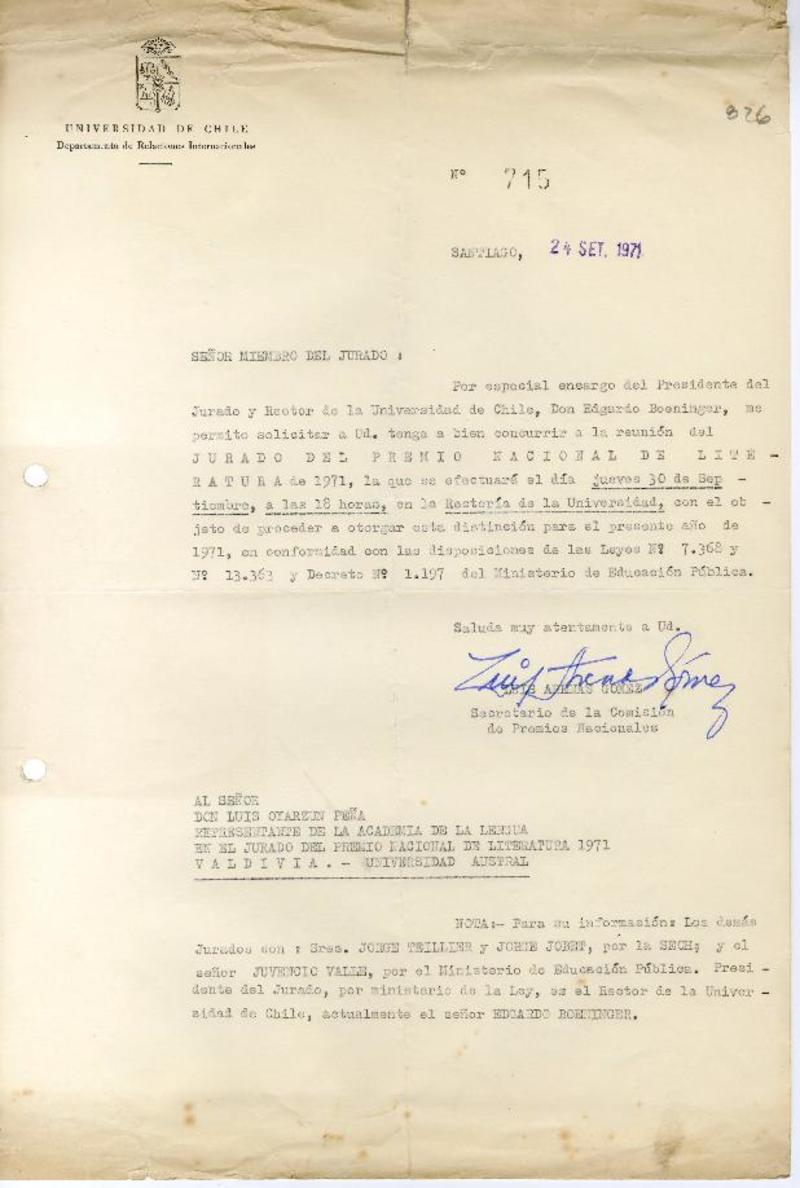 UNIVERSIDAD DE CHILE
Departamento de Relaciones Internacionales
826
Nº 715
SANTIAGO, 24 SET. 1971
SEÑOR MIEMBRO DEL JURADO :
Por especial encargo del Presidente del
Jurado y Rector de la Universidad de Chile, Don Edgardo Boeninger, me
permito solicitar a Ud. tenga a bien concurrir a la reunión del
J U R A D O D E L P R E M I O N A C I O N A L D E L I T E -
R A T U R A de 1971, la que se efectuará el día jueves 30 de Sep -
tiembre, a las 18 horas, en la Rectoría de la Universidad, con el ob -
jeto de proceder a otorgar esta distinción para el presente año de
1971, en conformidad con las disposiciones de las Leyes Nº 7.368 y
Nº 13.363 y Decreto Nº 1.197 del Ministerio de Educación Pública.
Saluda muy atentamente a Ud.
Luis Arenas Gómez
LUIS ARENAS GOMEZ
Secretario de la Comisión
de Premios Nacionales
AL SEÑOR
DON LUIS OYARZUN PEÑA
REPRESENTANTE DE LA ACADEMIA DE LA LENGUA
EN EL JURADO DEL PREMIO NACIONAL DE LITERATURA 1971
V A L D I V I A . - UNIVERSIDAD AUSTRAL
NOTA:- Para su información: Los demás
Jurados son : Sres. JORGE TEILLIER y JORGE JOBET, por la SECH; y el
señor JUVENCIO VALLE, por el Ministerio de Educación Pública. Presi -
dente del Jurado, por ministerio de la Ley, es el Rector de la Univer -
sidad de Chile, actualmente el señor EDGARDO BOENINGER.